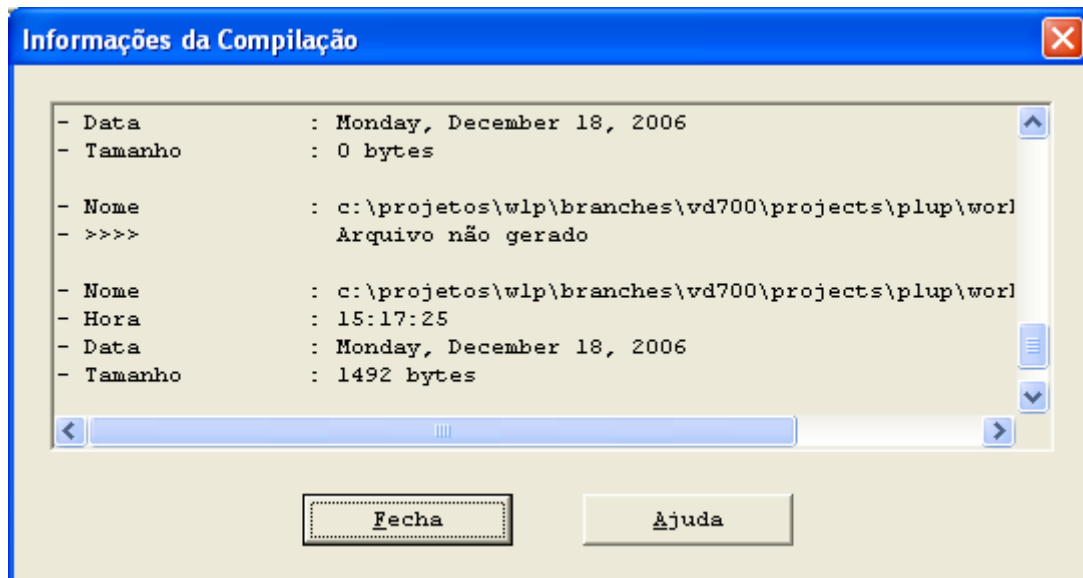 Informações da Compilação
- Data : Monday, December 18, 2006
- Tamanho : 0 bytes
- Nome : c:\projetos\wlp\branches\vd700\projects\plup\worl
- >>>> Arquivo não gerado
- Nome : c:\projetos\wlp\branches\vd700\projects\plup\worl
- Hora : 15:17:25
- Data : Monday, December 18, 2006
- Tamanho : 1492 bytes
Fecha Ajuda